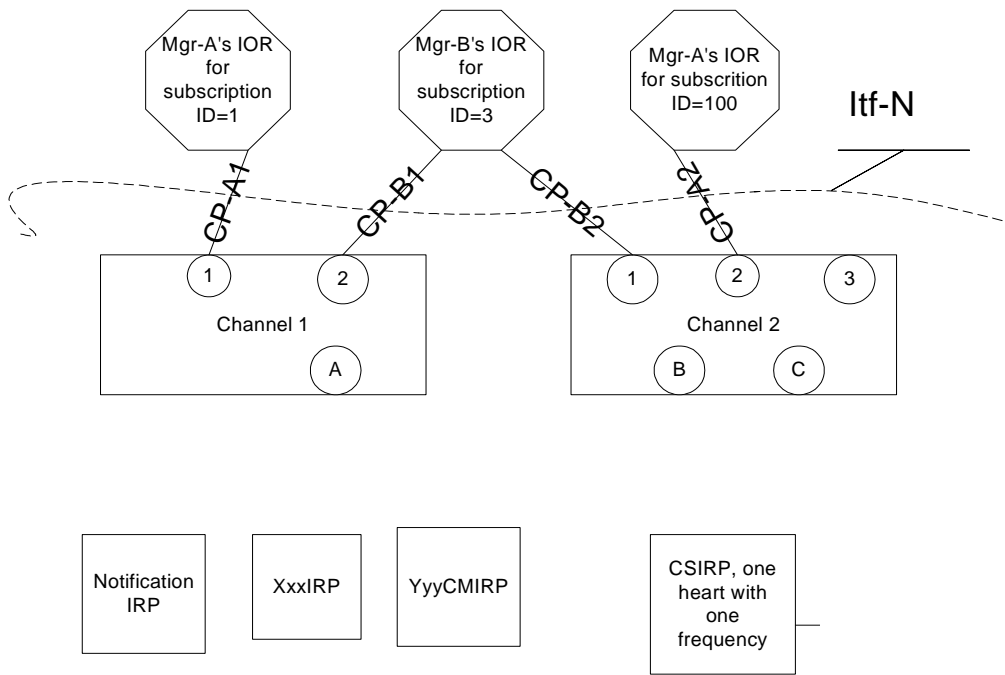 Mgr-A's IOR
for
subscription
ID=1
Mgr-B's IOR
for
subscription
ID=3
Mgr-A's IOR
for subscrition
ID=100
Itf-N
CP-A1
CP-B1
CP-B2
CP-A2
1
2
1
2
3
Channel 1
Channel 2
A
B
C
Notification
IRP
XxxIRP
YyyCMIRP
CSIRP, one
heart with
one
frequency